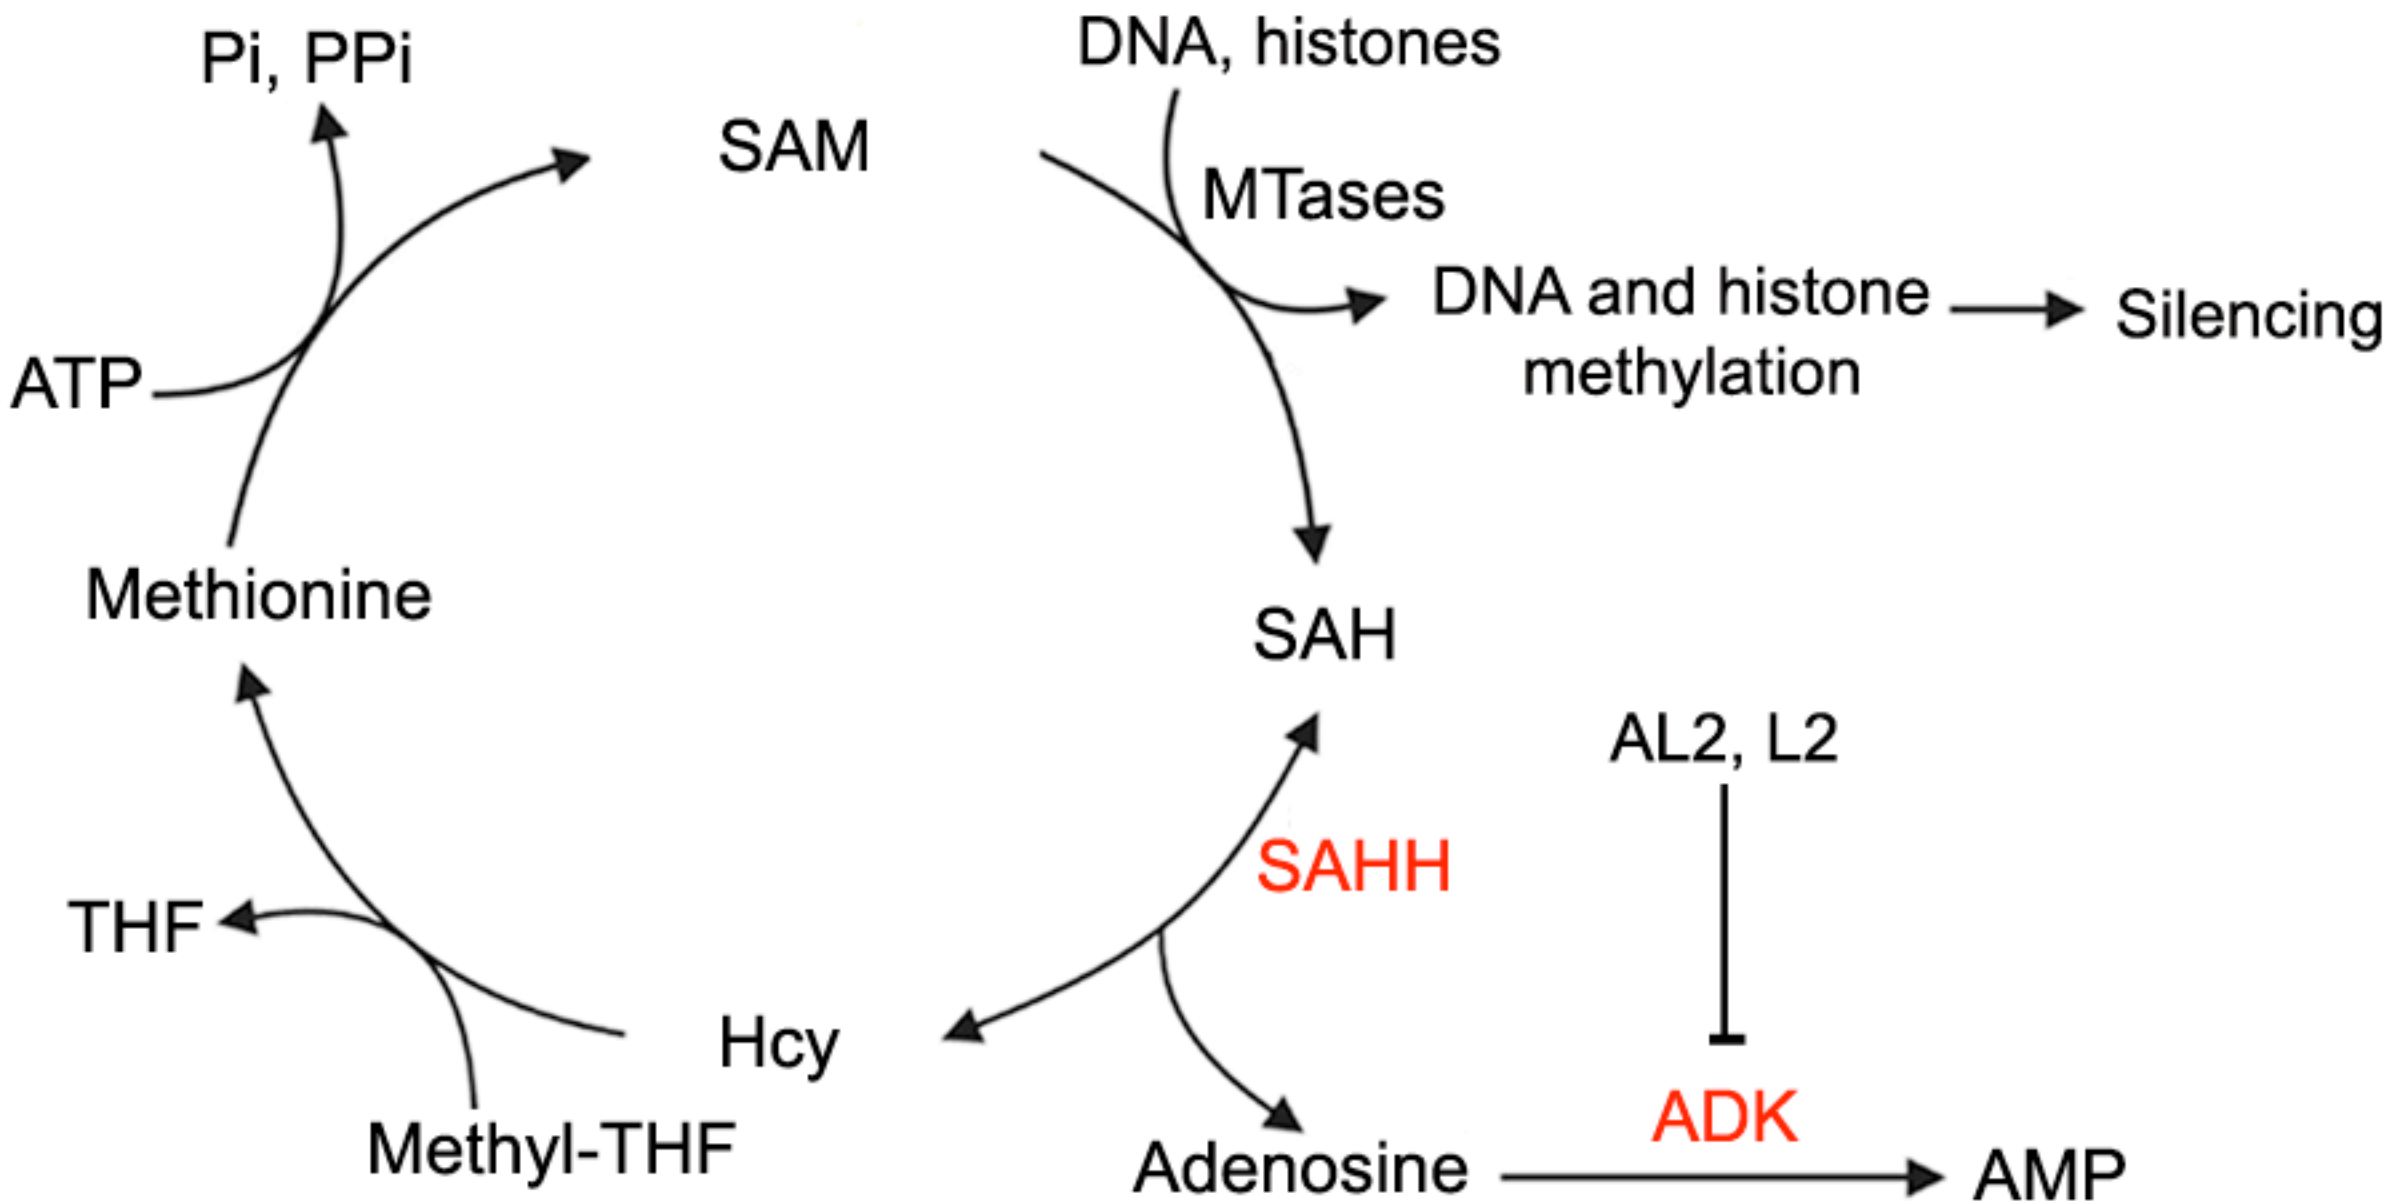 Pi, PPi
DNA, histones
SAM
MTases
DNA and histone
methylation
Silencing
ATP
Methionine
SAH
AL2, L2
SAHH
THF
Hcy
ADK
Methyl-THF
Adenosine
AMP